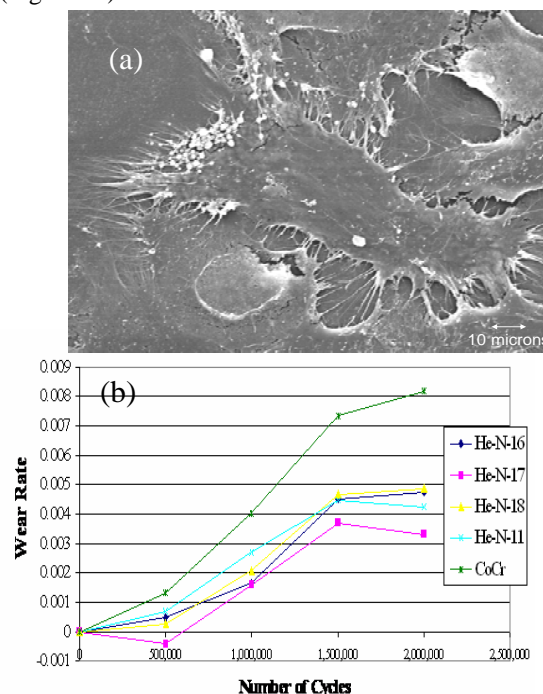 (a)
10 microns
(b)
0.009
0.008
0.007
0.006
0.005
0.004
0.003
0.002
0.001
0
-0.001
Wear Rate
0 500,000 1,000,000 1,500,000 2,000,000 2,500,000
Number of Cycles
He-N-16
He-N-17
He-N-18
He-N-11
CoCr